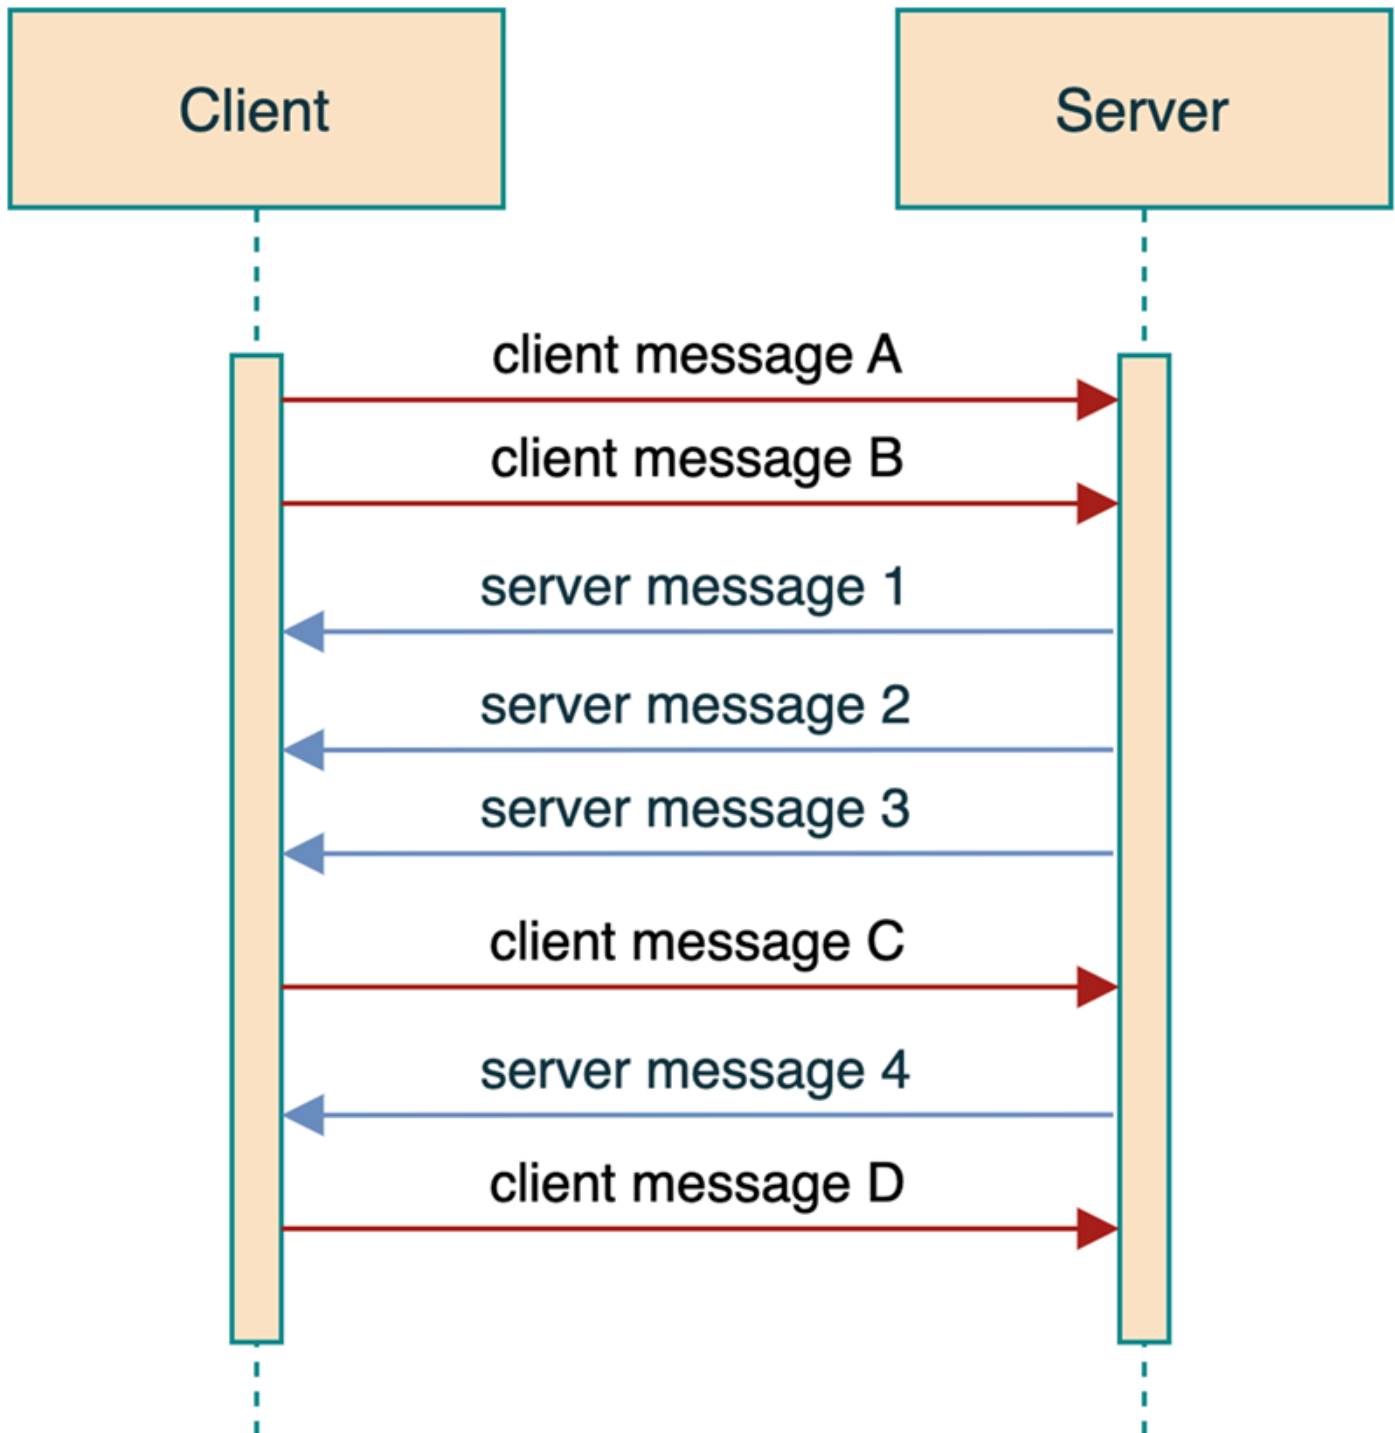 Client
Server
client message A
client message B
server message 1
server message 2
server message 3
client message C
server message 4
client message D